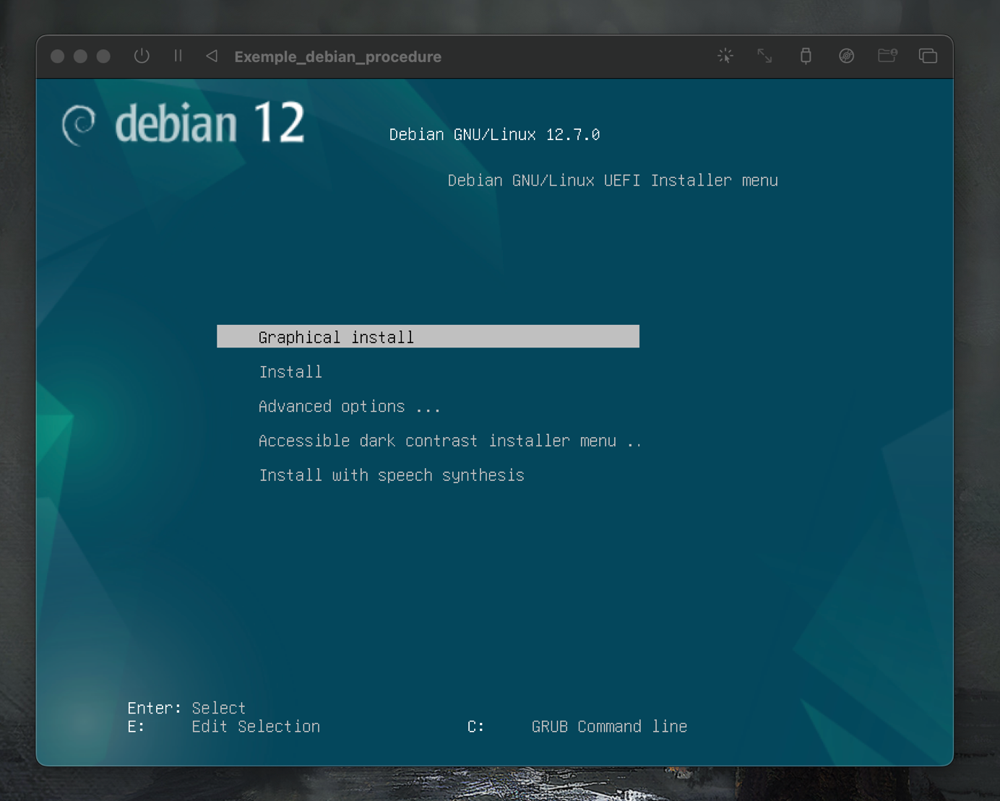 Exemple_debian_procedure
debian 12
Debian GNU/Linux 12.7.0
Debian GNU/Linux UEFI Installer menu
Graphical install
Install
Advanced options ...
Accessible dark contrast installer menu ..
Install with speech synthesis
Enter: Select
E: Edit Selection C: GRUB Command line